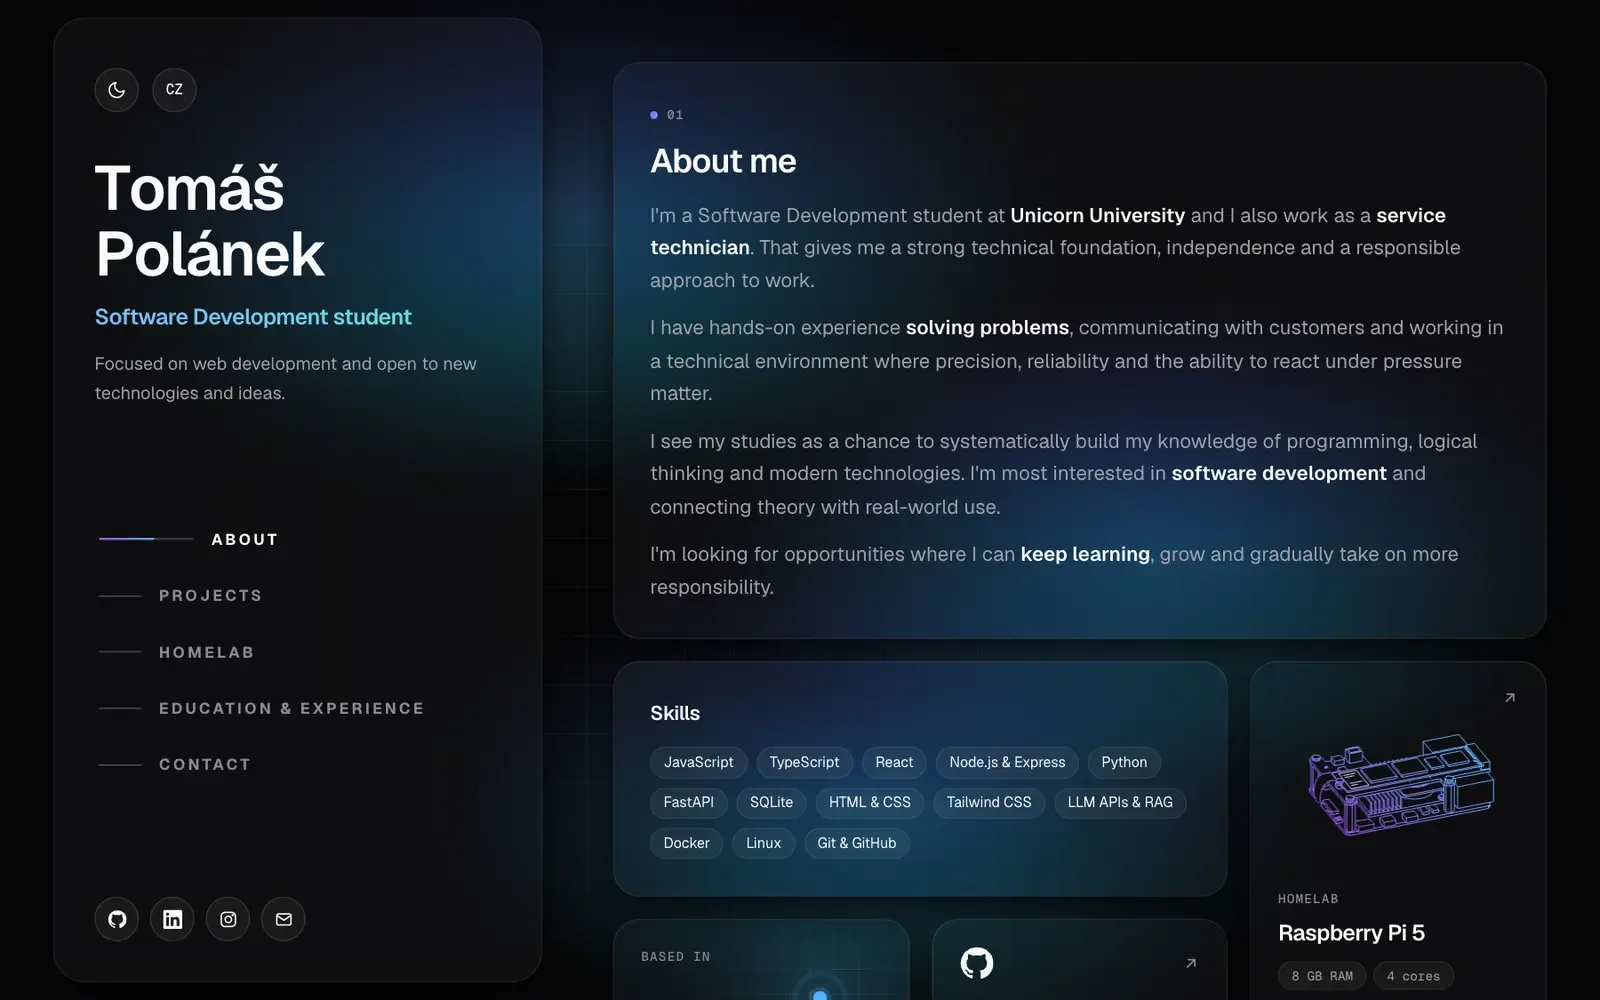 CZ
Tomáš
Polánek
Software Development student
Focused on web development and open to new
technologies and ideas.
ABOUT
PROJECTS
HOMELAB
EDUCATION & EXPERIENCE
CONTACT
01
About me
I'm a Software Development student at Unicorn University and I also work as a service
technician. That gives me a strong technical foundation, independence and a responsible
approach to work.
I have hands-on experience solving problems, communicating with customers and working in
a technical environment where precision, reliability and the ability to react under pressure
matter.
I see my studies as a chance to systematically build my knowledge of programming, logical
thinking and modern technologies. I'm most interested in software development and
connecting theory with real-world use.
I'm looking for opportunities where I can keep learning, grow and gradually take on more
responsibility.
Skills
JavaScript TypeScript React Node.js & Express Python
FastAPI SQLite HTML & CSS Tailwind CSS LLM APIs & RAG
Docker Linux Git & GitHub
HOMELAB
Raspberry Pi 5
8 GB RAM 4 cores
BASED IN